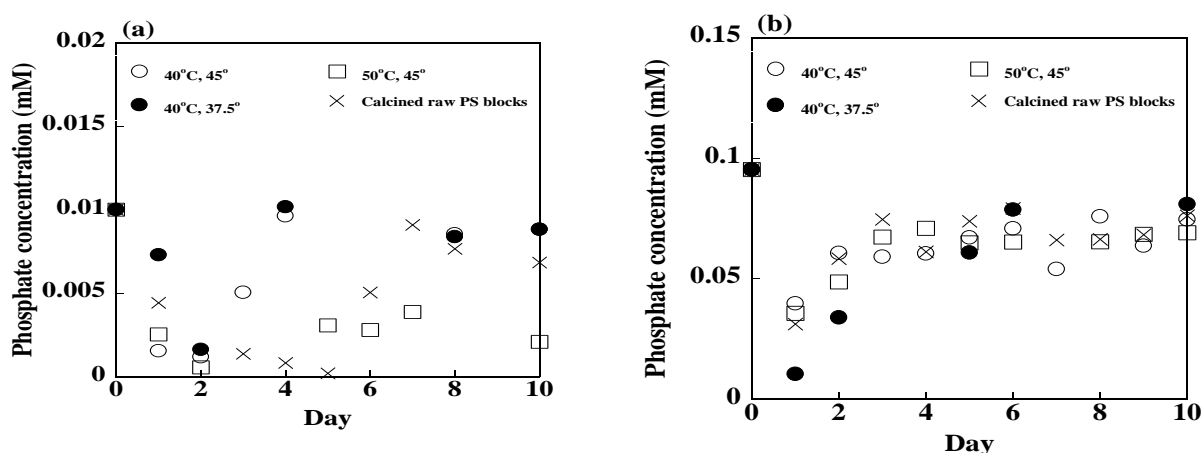 (a)
Phosphate concentration (mM)
0.02
0.015
0.01
0.005
0
40°C, 45°
50°C, 45°
40°C, 37.5°
Calcined raw PS blocks
0 2 4 6 8 10
Day
(b)
Phosphate concentration (mM)
0.15
0.1
0.05
0
40°C, 45°
50°C, 45°
40°C, 37.5°
Calcined raw PS blocks
0 2 4 6 8 10
Day